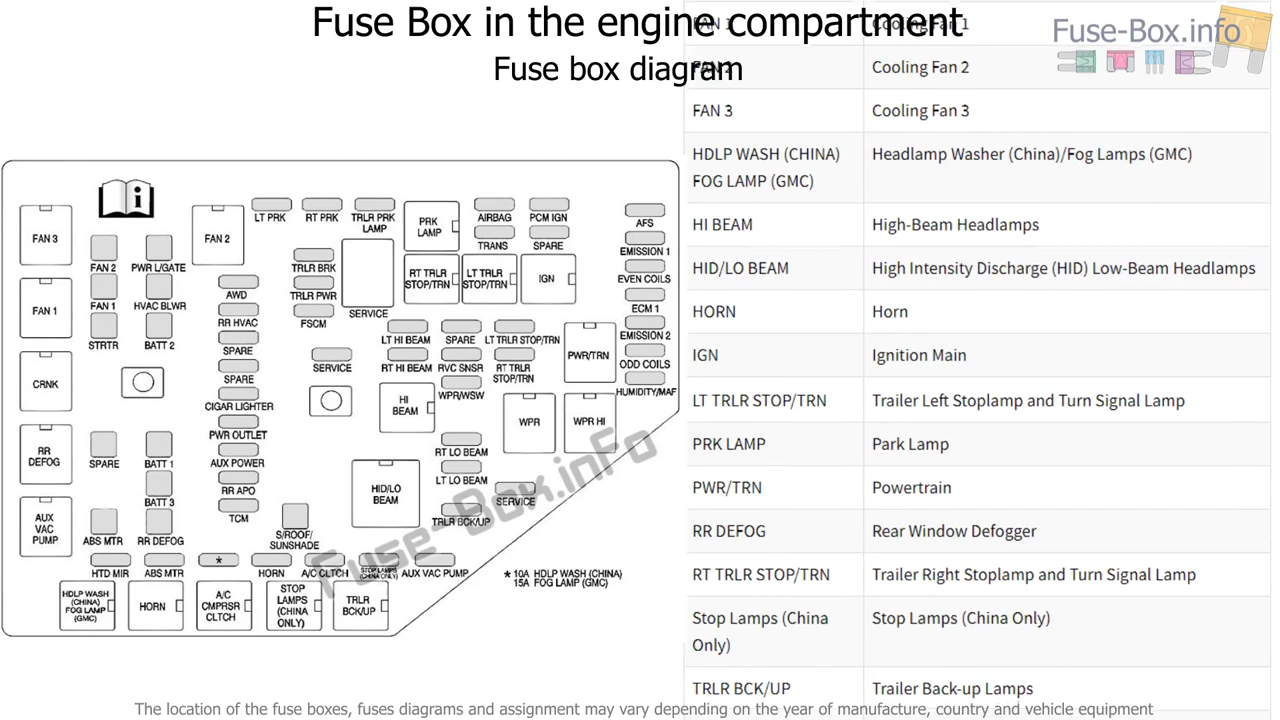 Fuse Box in the engine compartment
Fuse box diagram
Fuse-Box.info
FAN 1 Cooling Fan 1
FAN 2 Cooling Fan 2
FAN 3 Cooling Fan 3
HDLP WASH (CHINA) Headlamp Washer (China)/Fog Lamps (GMC)
FOG LAMP (GMC)
HI BEAM High-Beam Headlamps
HID/LO BEAM High Intensity Discharge (HID) Low-Beam Headlamps
HORN Horn
IGN Ignition Main
LT TRLR STOP/TRN Trailer Left Stoplamp and Turn Signal Lamp
PRK LAMP Park Lamp
PWR/TRN Powertrain
RR DEFOG Rear Window Defogger
RT TRLR STOP/TRN Trailer Right Stoplamp and Turn Signal Lamp
Stop Lamps (China Stop Lamps (China Only)
Only)
TRLR BCK/UP Trailer Back-up Lamps
i
FAN 3
FAN 1
CRNK
RR
DEFOG
AUX
VAC
PUMP
FAN 2
FAN 1
STRTR
SPARE
ABS MTR
PWR L/GATE
HVAC BLWR
BATT 2
BATT 1
BATT 3
RR DEFOG
FAN 2
AWD
RR HVAC
SPARE
SPARE
CIGAR LIGHTER
PWR OUTLET
AUX POWER
RR APO
TCM
LT PRK
RT PRK
TRLR PRK
LAMP
TRLR BRK
TRLR PWR
FSCM
SERVICE
SERVICE
S/ROOF/
SUNSHADE
PRK
LAMP
AIRBAG
PCM IGN
TRANS
SPARE
RT TRLR
STOP/TRN
LT TRLR
STOP/TRN
IGN
LT HI BEAM
SPARE
LT TRLR STOP/TRN
RT HI BEAM
RVC SNSR
RT TRLR
STOP/TRN
WPR/WSW
HI
BEAM
PWR/TRN
WPR
WPR HI
AFS
EMISSION 1
EVEN COILS
ECM 1
EMISSION 2
ODD COILS
HUMIDITY/MAF
RT LO BEAM
LT LO BEAM
HID/LO
BEAM
SERVICE
TRLR BCK/UP
HTD MIR
ABS MTR
*
HORN
A/C CLTCH
STOP LAMPS
(CHINA ONLY)
AUX VAC PUMP
HDLP WASH
(CHINA)
FOG LAMP
(GMC)
HORN
A/C
CMPRSR
CLTCH
STOP
LAMPS
(CHINA
ONLY)
TRLR
BCK/UP
* 10A HDLP WASH (CHINA)
15A FOG LAMP (GMC)
Fuse-Box.inFo
The location of the fuse boxes, fuses diagrams and assignment may vary depending on the year of manufacture, country and vehicle equipment